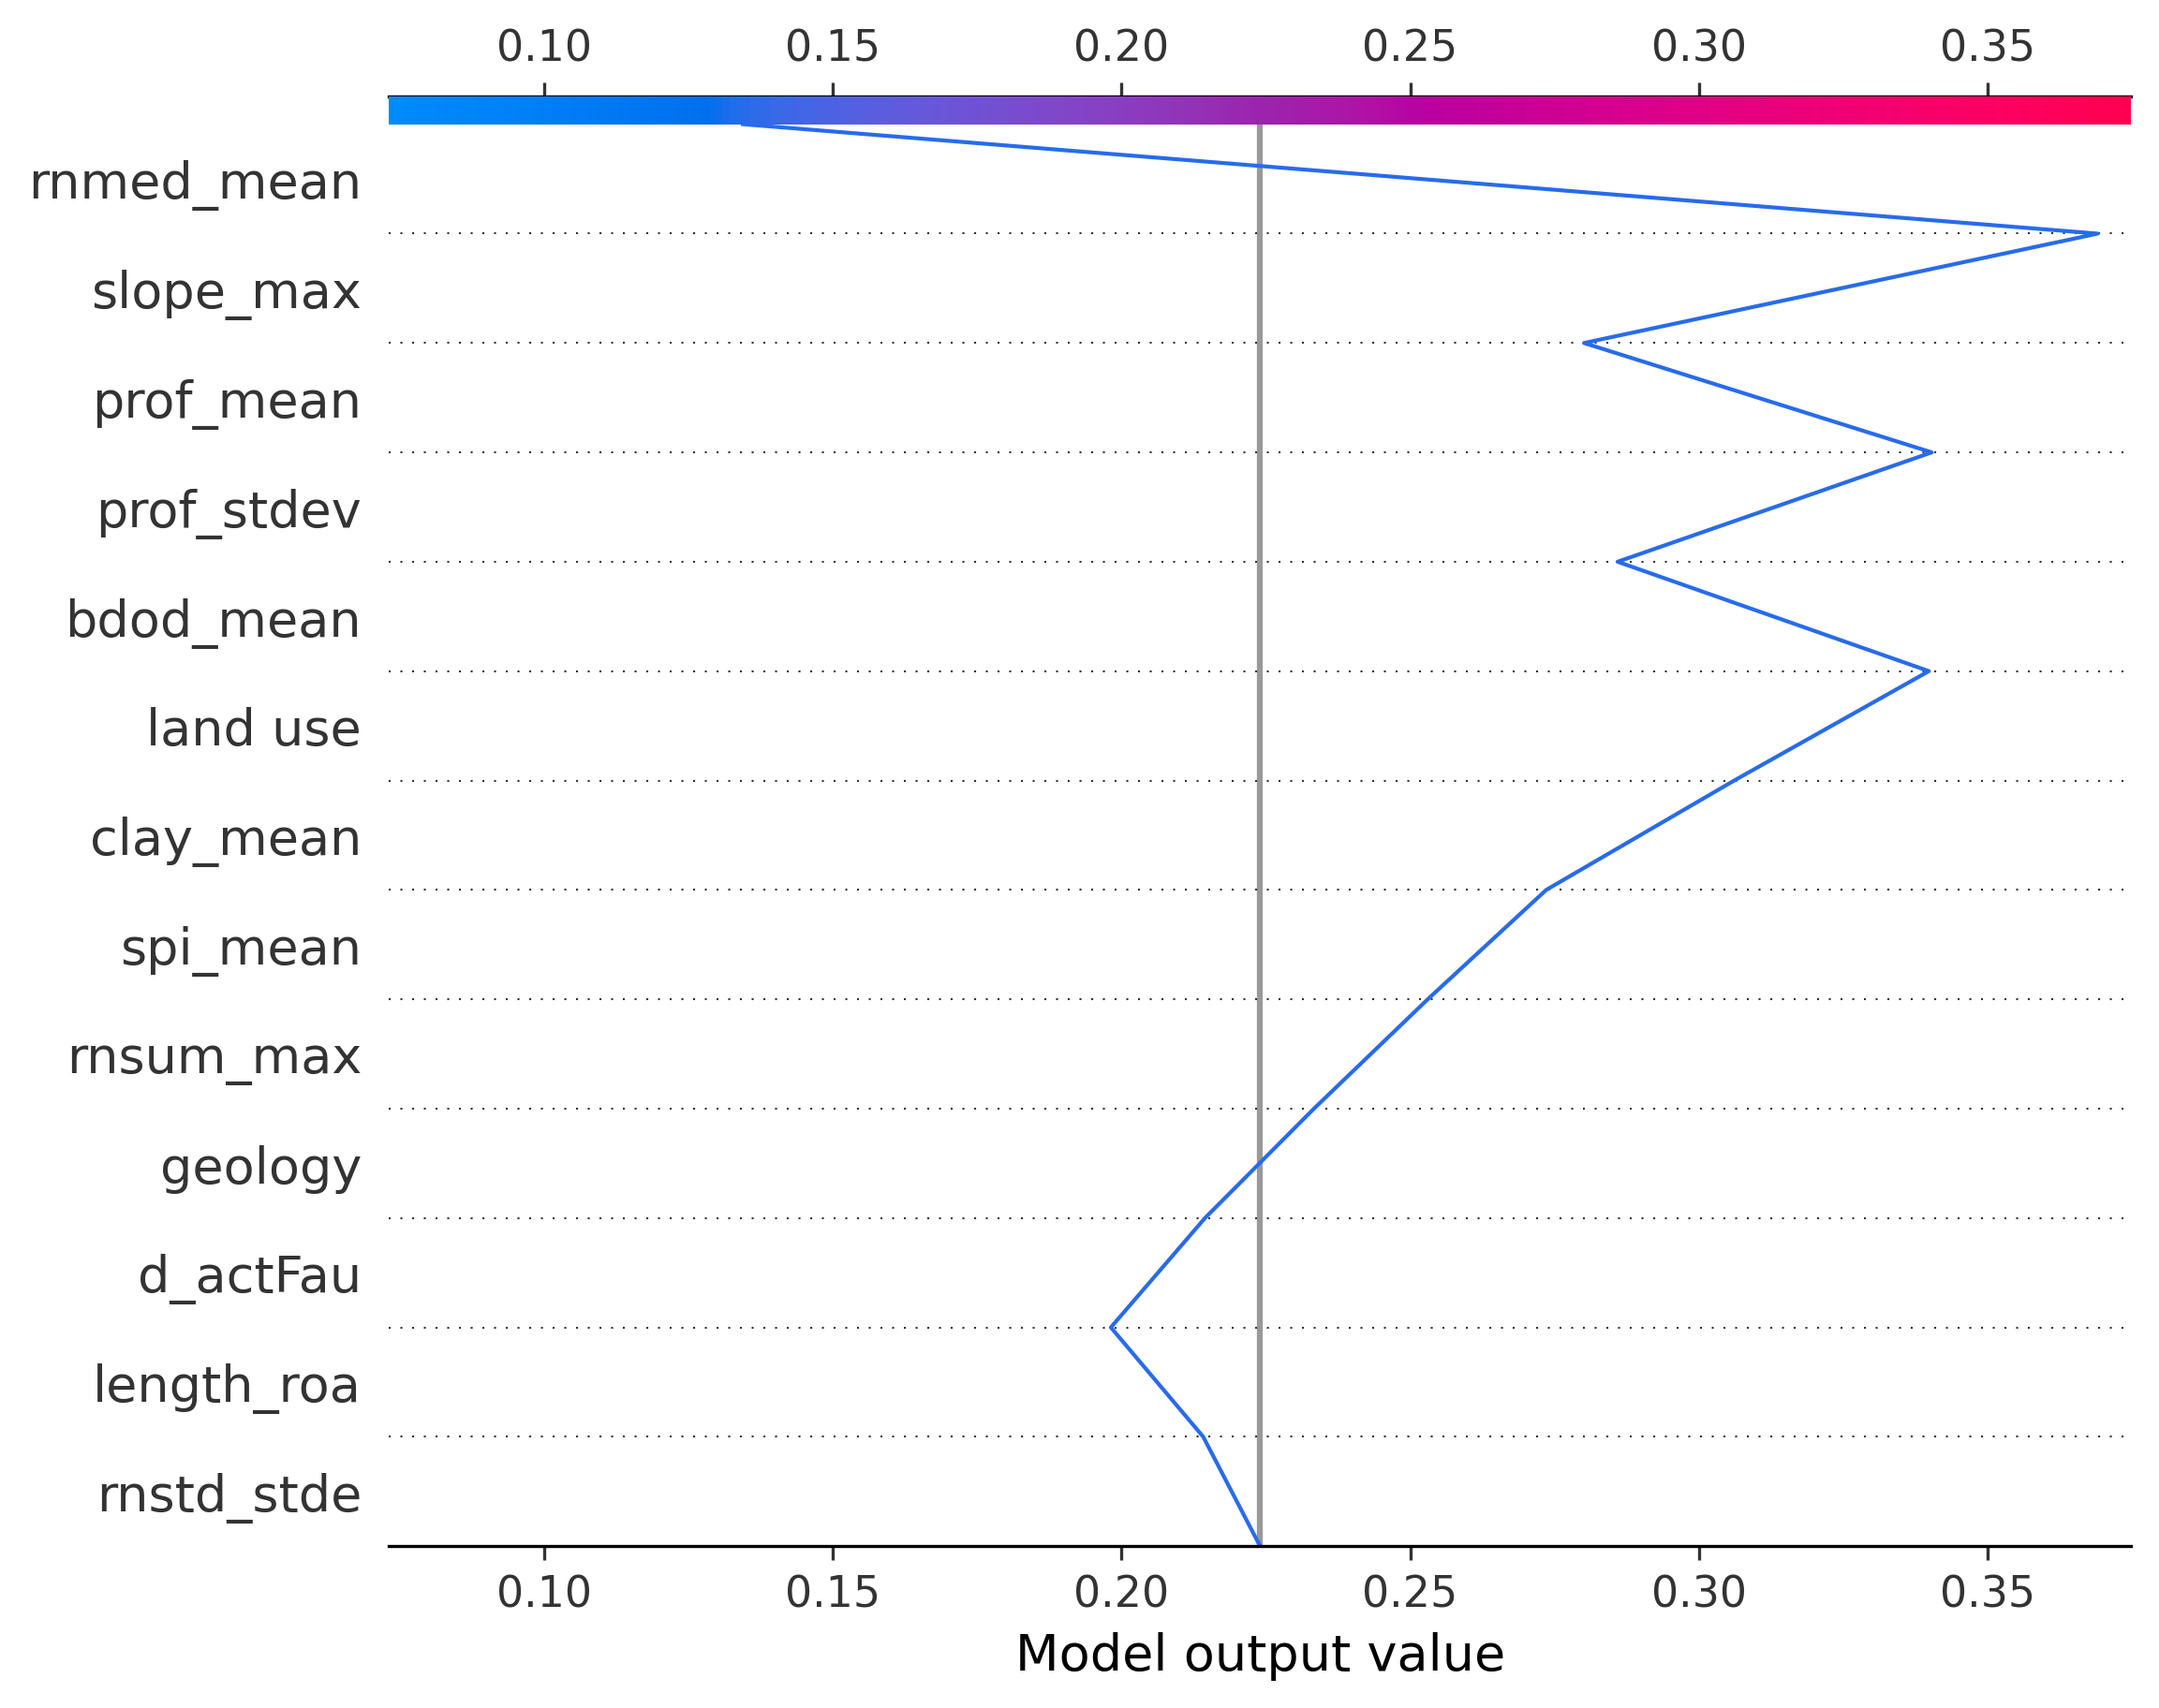 0.10 0.15 0.20 0.25 0.30 0.35
rnmed_mean
slope_max
prof_mean
prof_stdev
bdod_mean
land use
clay_mean
spi_mean
rnsum_max
geology
d_actFau
length_roa
rnstd_stde
0.10 0.15 0.20 0.25 0.30 0.35
Model output value